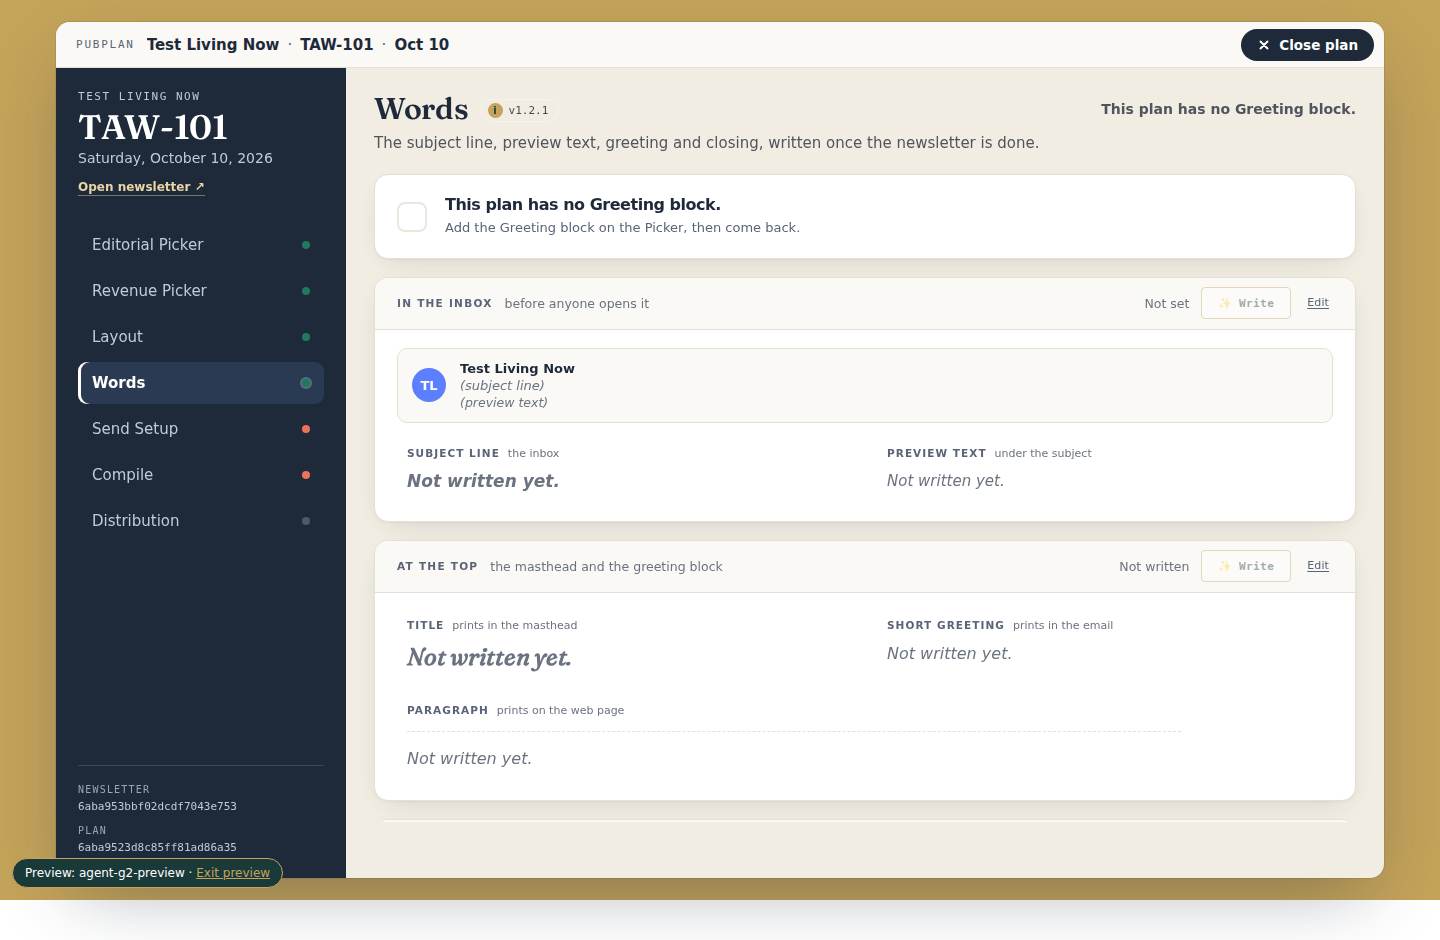 PUBPLAN Test Living Now · TAW-101 · Oct 10
✕ Close plan
TEST LIVING NOW
TAW-101
Saturday, October 10, 2026
Open newsletter ↗
Editorial Picker
Revenue Picker
Layout
Words
Send Setup
Compile
Distribution
NEWSLETTER
6aba953bbf02dcdf7043e753
PLAN
6aba9523d8c85ff81ad86a35
Preview: agent-g2-preview · Exit preview
Words i v1.2.1
This plan has no Greeting block.
The subject line, preview text, greeting and closing, written once the newsletter is done.
This plan has no Greeting block.
Add the Greeting block on the Picker, then come back.
IN THE INBOX before anyone opens it
Not set ✨ Write Edit
TL
Test Living Now
(subject line)
(preview text)
SUBJECT LINE the inbox
Not written yet.
PREVIEW TEXT under the subject
Not written yet.
AT THE TOP the masthead and the greeting block
Not written ✨ Write Edit
TITLE prints in the masthead
Not written yet.
SHORT GREETING prints in the email
Not written yet.
PARAGRAPH prints on the web page
Not written yet.